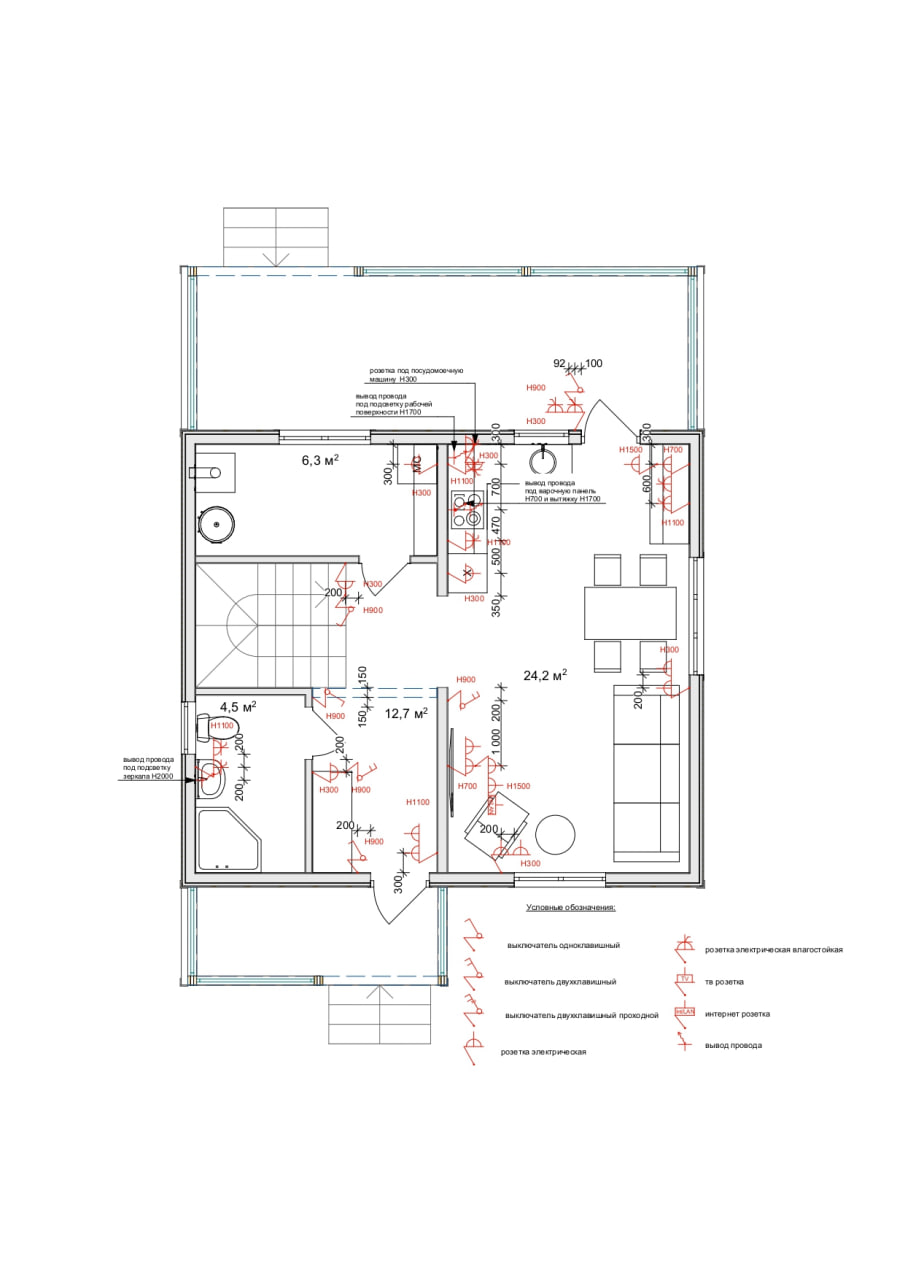 92
100
розетка под посудомоечную
машину H300
H900
вывод провода
под подсветку рабочей
поверхности H1700
H300
300
300
6,3 м²
МС
300
H300
H300
H1100
700
H1500
H700
600
вывод провода
под варочную панель
H700 и вытяжку H1700
470
H1100
500
H300
350
H1100
200
H300
H900
H300
200
24,2 м²
150
H900
H900
200
150
4,5 м²
12,7 м²
H1100
200
200
1 000
вывод провода
под подсветку
зеркала H2000
200
H300
H900
H700
H1500
H1100
200
H900
200
H300
300
Условные обозначения:
выключатель одноклавишный
розетка электрическая влагостойкая
выключатель двухклавишный
TV
тв розетка
выключатель двухклавишный проходной
интернет розетка
розетка электрическая
вывод провода